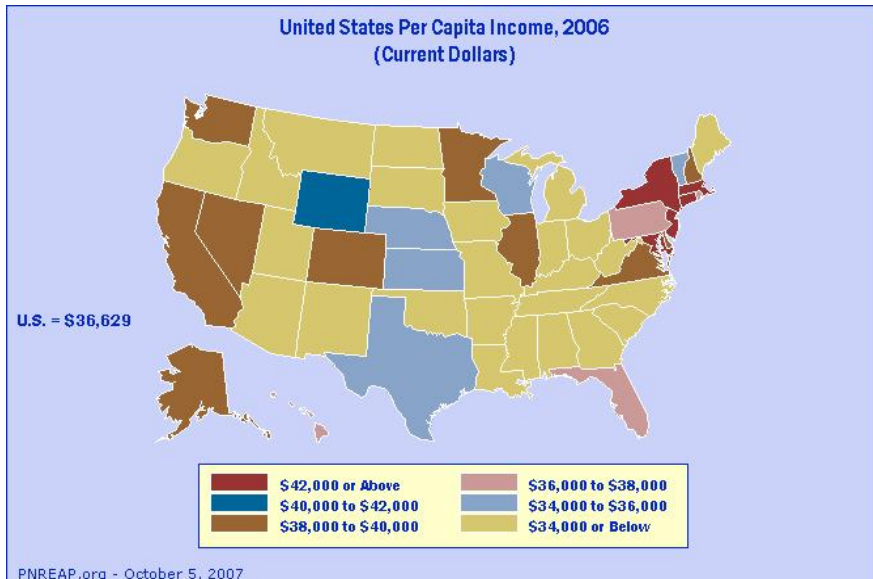 United States Per Capita Income, 2006
(Current Dollars)
U.S. = $36,629
$42,000 or Above
$40,000 to $42,000
$38,000 to $40,000
$36,000 to $38,000
$34,000 to $36,000
$34,000 or Below
PNREAP.org - October 5, 2007